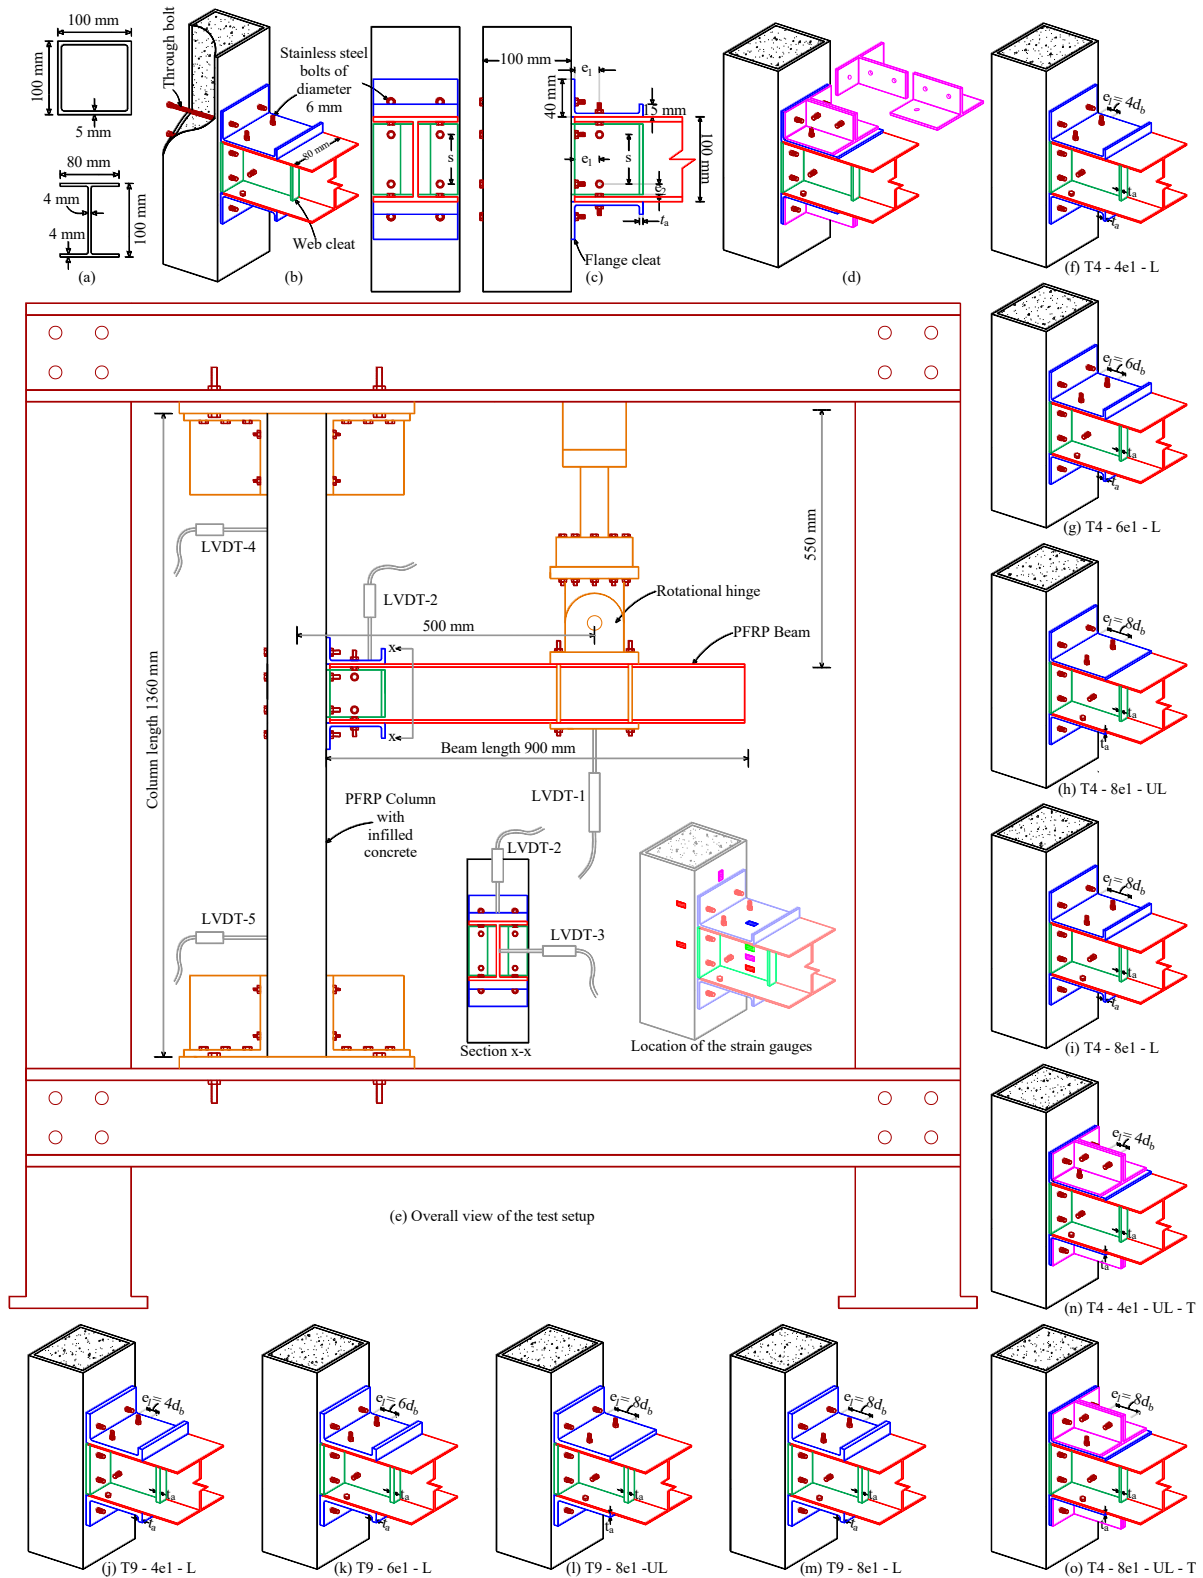 100 mm
100 mm
5 mm
80 mm
4 mm
4 mm
100 mm
(a)
Through bolt
Stainless steel
bolts of
diameter
6 mm
80 mm
Web cleat
(b)
s
100 mm
e1
40 mm
15 mm
e1
s
100 mm
ta
Flange cleat
(c)
(d)
el = 4db
ta
ta
(f) T4 - 4e1 - L
el = 6db
ta
ta
(g) T4 - 6e1 - L
el = 8db
ta
ta
(h) T4 - 8e1 - UL
el = 8db
ta
ta
(i) T4 - 8e1 - L
el = 4db
ta
ta
(n) T4 - 4e1 - UL - T
el = 8db
ta
ta
(o) T4 - 8e1 - UL - T
LVDT-4
LVDT-2
500 mm
Rotational hinge
PFRP Beam
550 mm
Column length 1360 mm
x
x
Beam length 900 mm
LVDT-1
PFRP Column
with
infilled
concrete
LVDT-2
LVDT-5
LVDT-3
Section x-x
Location of the strain gauges
(e) Overall view of the test setup
el = 4db
ta
ta
(j) T9 - 4e1 - L
el = 6db
ta
ta
(k) T9 - 6e1 - L
el = 8db
ta
ta
(l) T9 - 8e1 -UL
el = 8db
ta
ta
(m) T9 - 8e1 - L